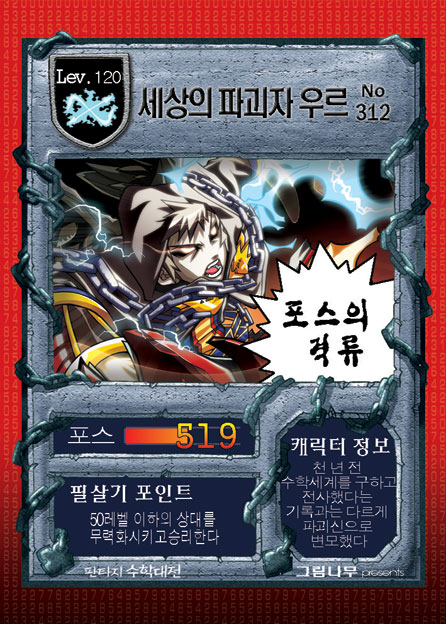 Lev. 120
세상의 파괴자 우르
No
312
포스의
격류
포스 519
필살기 포인트
50레벨 이하의 상대를
무력화시키고승리한다
캐릭터 정보
천 년 전
수학세계를 구하고
전사했다는
기록과는 다르게
파괴신으로
변모했다
판타지 수학대전
그림나무 presents